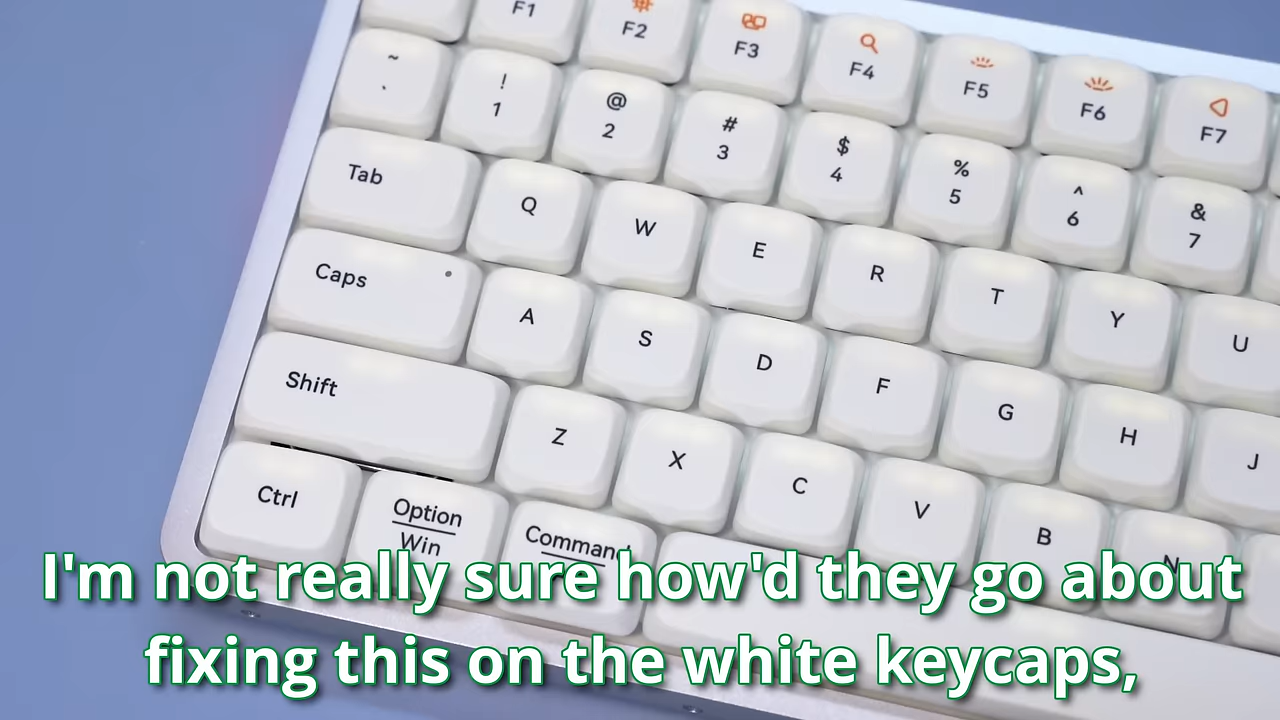 F1 F2 F3 F4 F5 F6 F7
~ ! @ # $ % ^ &
` 1 2 3 4 5 6 7
Tab Q W E R T Y U
Caps A S D F G H J
Shift Z X C V B N
Ctrl Option Command
Win
I'm not really sure how'd they go about
fixing this on the white keycaps,